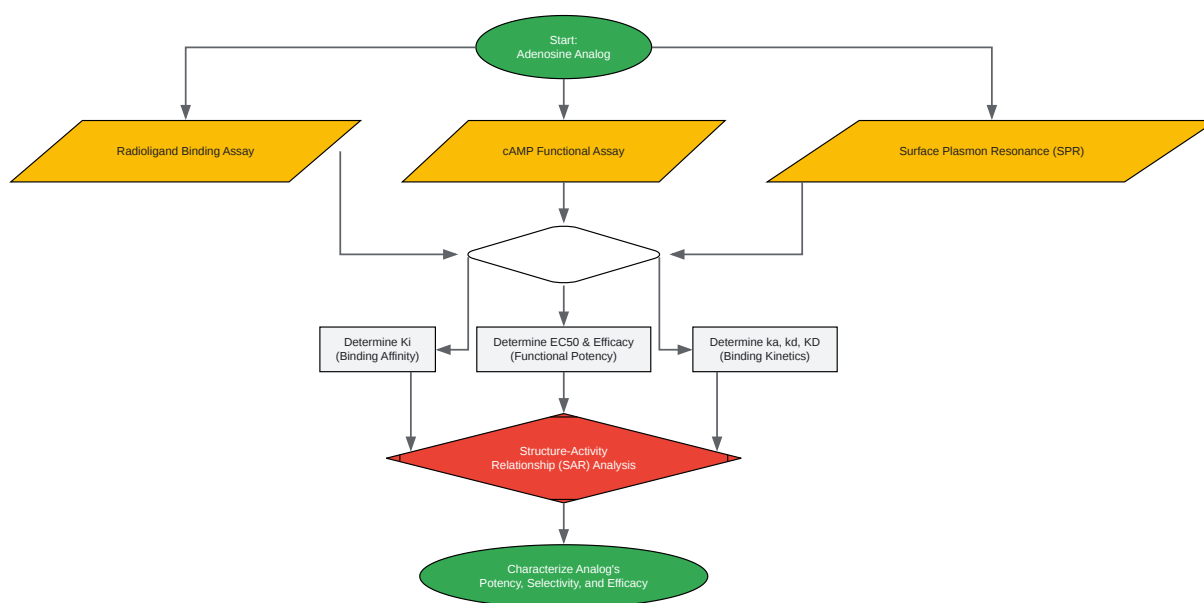 Start:
Adenosine Analog
Radioligand Binding Assay
cAMP Functional Assay
Surface Plasmon Resonance (SPR)
Determine Ki
(Binding Affinity)
Determine EC50 & Efficacy
(Functional Potency)
Determine ka, kd, KD
(Binding Kinetics)
Structure-Activity
Relationship (SAR) Analysis
Characterize Analog's
Potency, Selectivity, and Efficacy